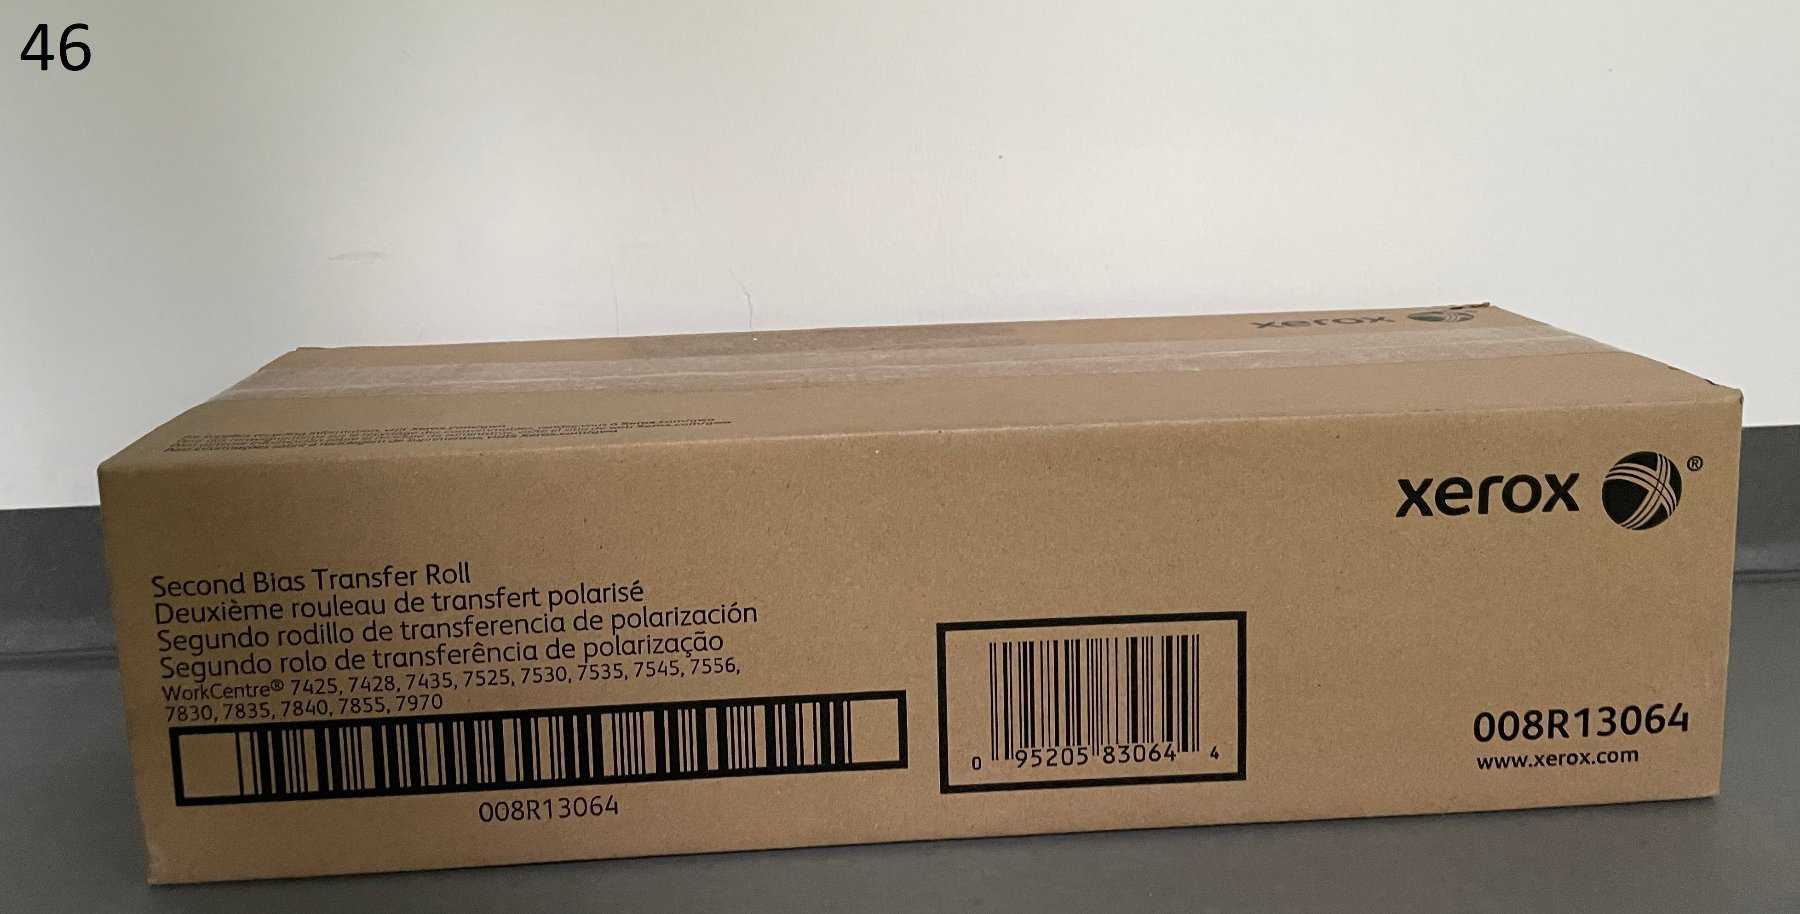 46
xerox
xerox ®
Second Bias Transfer Roll
Deuxième rouleau de transfert polarisé
Segundo rodillo de transferencia de polarización
Segundo rolo de transferência de polarização
WorkCentre® 7425, 7428, 7435, 7525, 7530, 7535, 7545, 7556,
7830, 7835, 7840, 7855, 7970
008R13064
0 95205 83064 4
008R13064
www.xerox.com